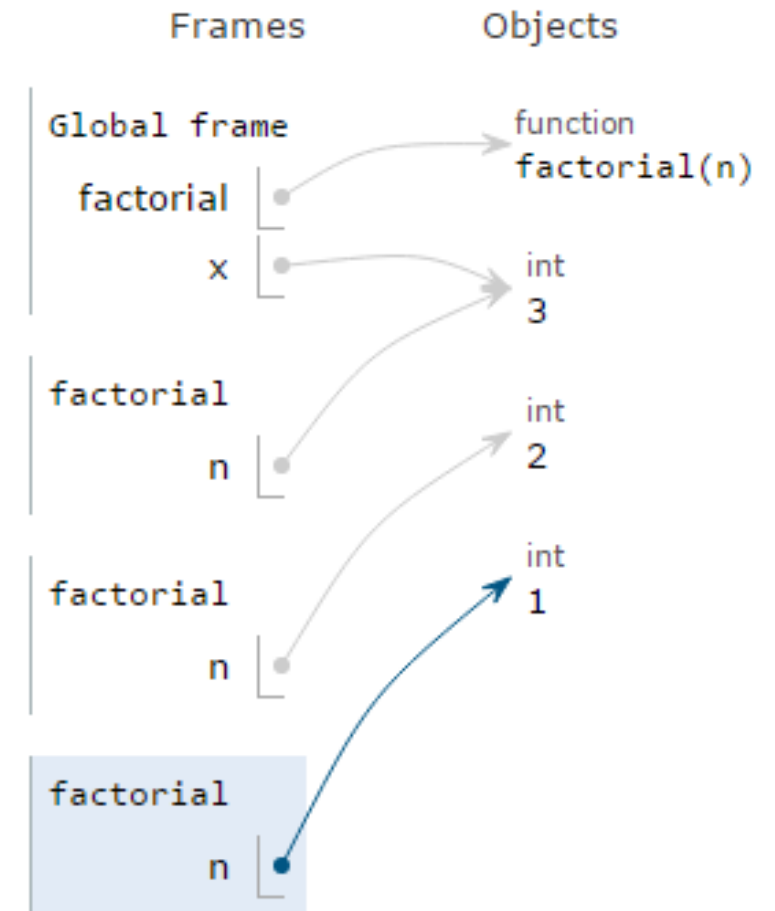 Frames Objects
Global frame
function
factorial(n)
factorial
x
int
3
factorial
n
int
2
factorial
n
int
1
factorial
n